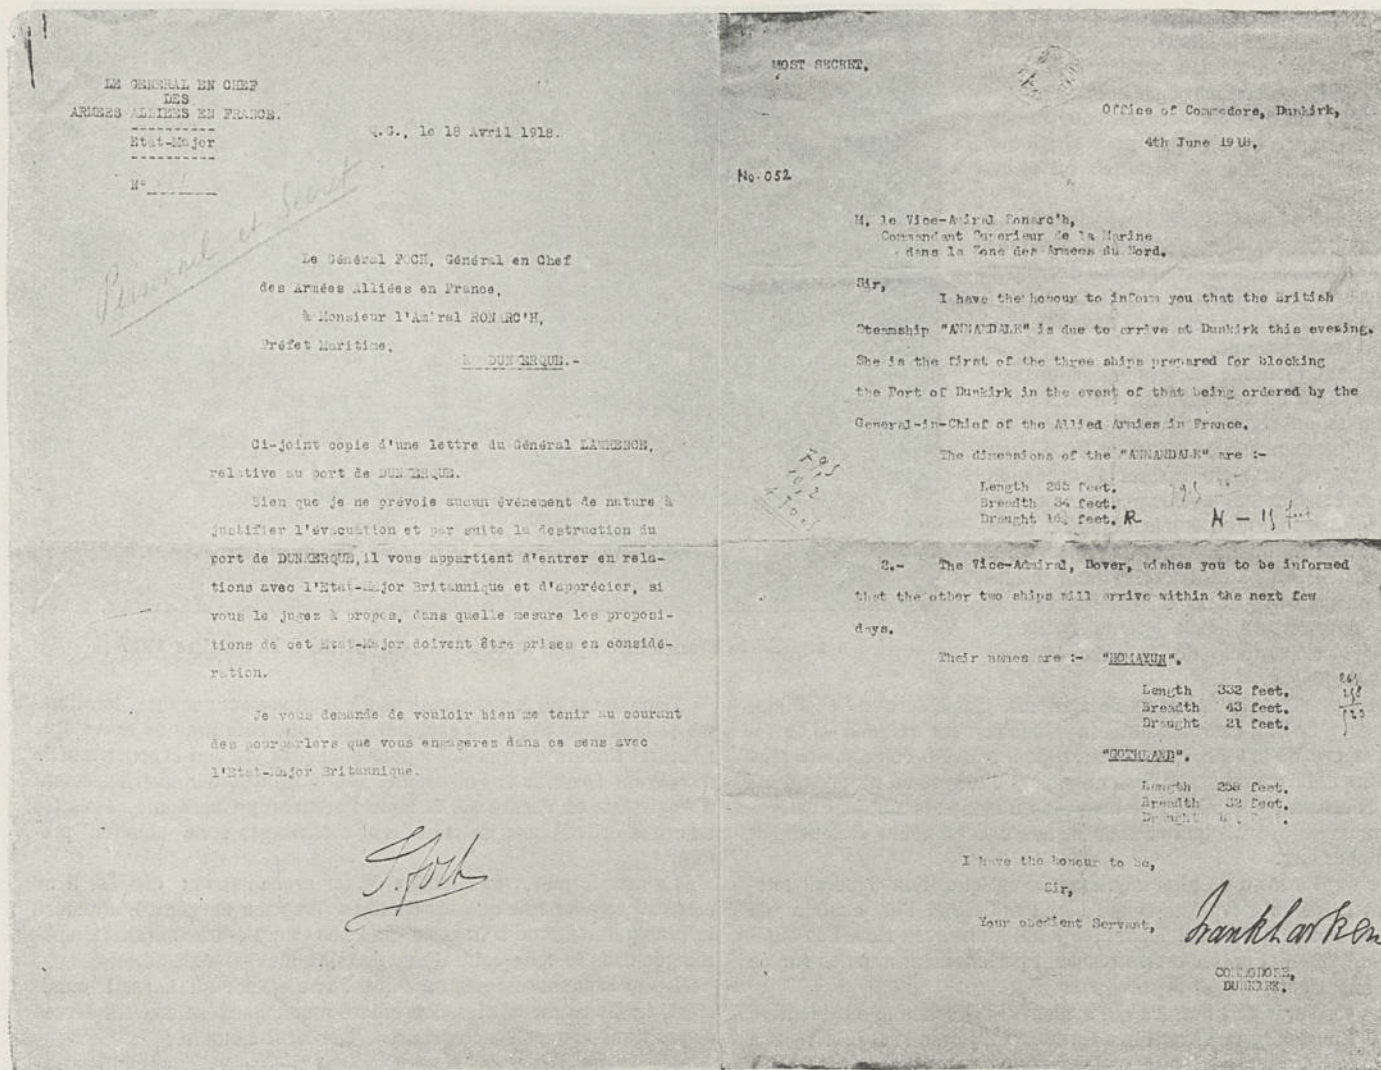 LE GENERAL EN CHEF
DES
ARMEES ALLIEES EN FRANCE.
Etat-Major
N°
Q.G., le 18 Avril 1918.
Personnel et Secret
Le Général FOCH, Général en Chef
des Armées Alliées en France,
à Monsieur l'Amiral RONARC'H,
Préfet Maritime,
à DUNKERQUE.-
Ci-joint copie d'une lettre du Général LAWRENCE,
relative au port de DUNKERQUE.
Bien que je ne prévoie aucun événement de nature à
justifier l'évacuation et par suite la destruction du
port de DUNKERQUE, il vous appartient d'entrer en rela-
tions avec l'Etat-Major Britannique et d'apprécier, si
vous le jugez à propos, dans quelle mesure les proposi-
tions de cet Etat-Major doivent être prises en considé-
ration.
Je vous demande de vouloir bien me tenir au courant
des pourparlers que vous engagerez dans ce sens avec
l'Etat-Major Britannique.
F. Foch
MOST SECRET.
Office of Commodore, Dunkirk,
4th June 1918.
No. 052
M. le Vice-Amiral Ronarc'h,
Commandant Superieur de la Marine
dans la Zone des Armees du Nord.
Sir,
I have the honour to inform you that the British
Steamship "ANNANDALE" is due to arrive at Dunkirk this evening.
She is the first of the three ships prepared for blocking
the Port of Dunkirk in the event of that being ordered by the
General-in-Chief of the Allied Armies in France.
The dimensions of the "ANNANDALE" are :-
Length 265 feet.
Breadth 34 feet.
Draught feet. R
2.- The Vice-Admiral, Dover, wishes you to be informed
that the other two ships will arrive within the next few
days.
Their names are :- "HOMAYUN".
Length 332 feet.
Breadth 43 feet.
Draught 21 feet.
"GOTHLAND".
Length 258 feet.
Breadth 32 feet.
Draught
I have the honour to be,
Sir,
Your obedient Servant,
Frank Larken
COMMODORE,
DUNKIRK.